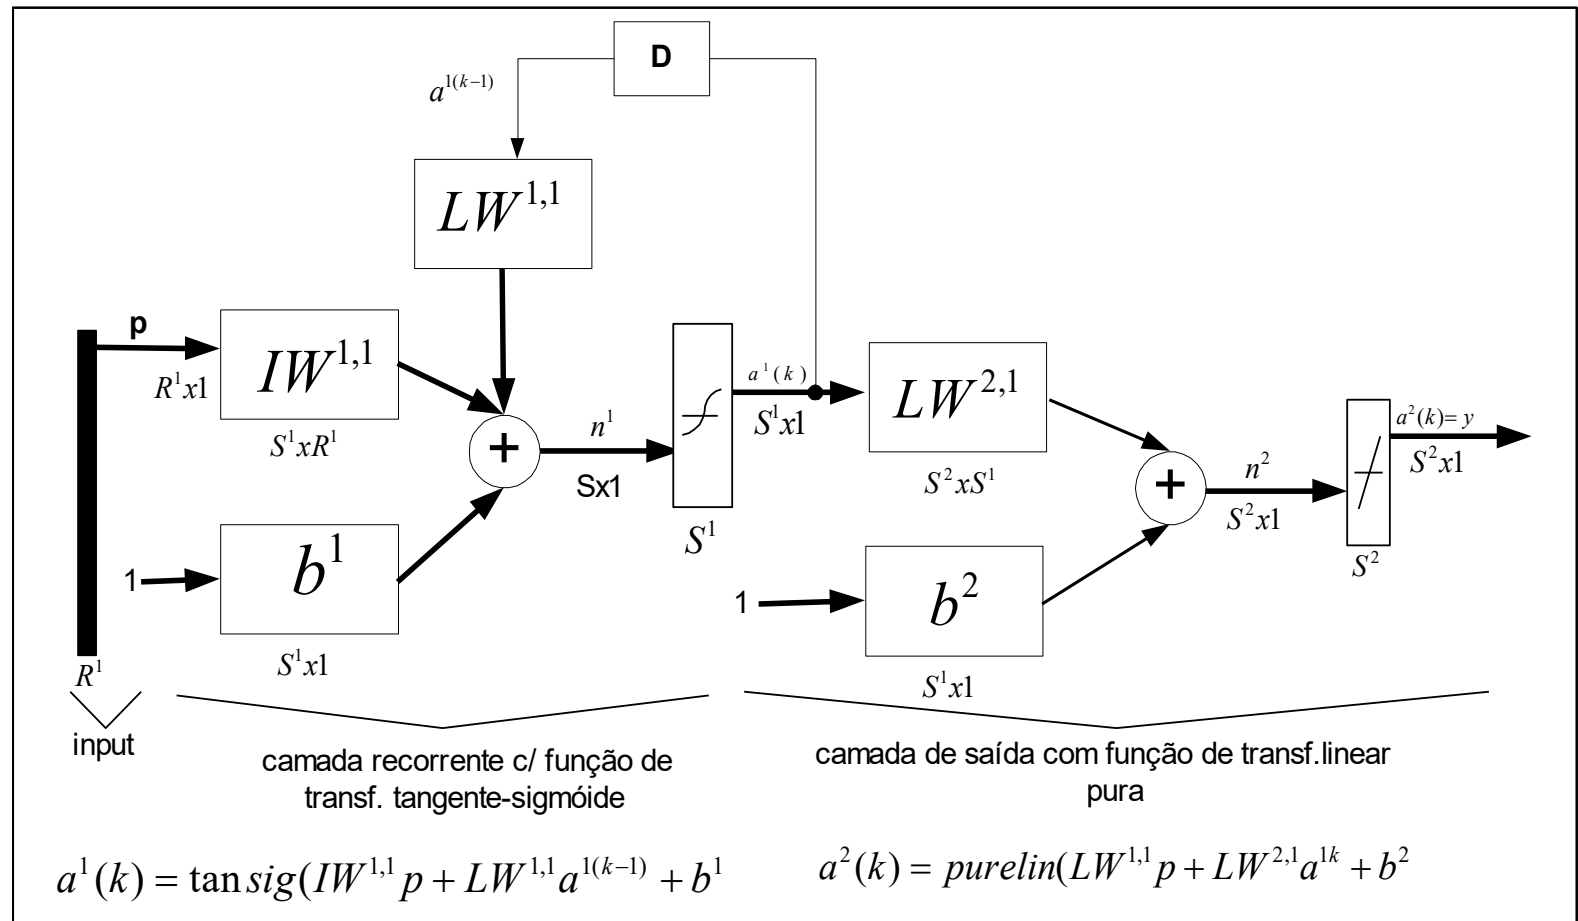 D
a^{1(k−1)}
LW^{1,1}
p
R^1x1
IW^{1,1}
S^1xR^1
+
n^1
Sx1
S^1
a^1(k)
S^1x1
LW^{2,1}
S^2xS^1
+
n^2
S^2x1
a^2(k)=y
S^2x1
S^2
1
b^1
S^1x1
1
b^2
S^1x1
R^1
input
camada recorrente c/ função de
transf. tangente-sigmóide
camada de saída com função de transf.linear
pura
a^1(k) = tansig(IW^{1,1}p + LW^{1,1}a^{1(k−1)} + b^1
a^2(k) = purelin(LW^{1,1}p + LW^{2,1}a^{1k} + b^2